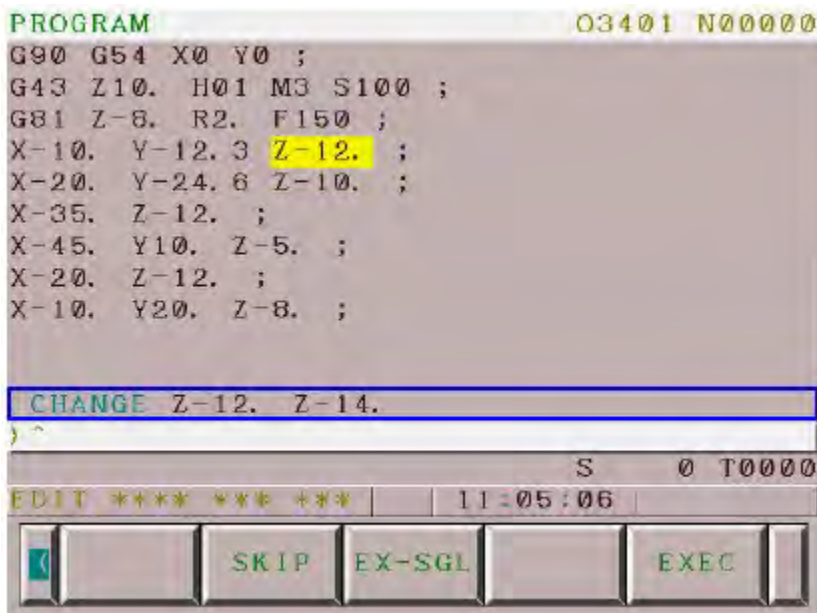 PROGRAM O3401 N00000
G90 G54 X0 Y0 ;
G43 Z10. H01 M3 S100 ;
G81 Z-8. R2. F150 ;
X-10. Y-12.3 Z-12. ;
X-20. Y-24.6 Z-10. ;
X-35. Z-12. ;
X-45. Y10. Z-5. ;
X-20. Z-12. ;
X-10. Y20. Z-8. ;
CHANGE Z-12. Z-14.
) ^
S 0 T0000
EDIT **** *** *** 11:05:06
( SKIP EX-SGL EXEC